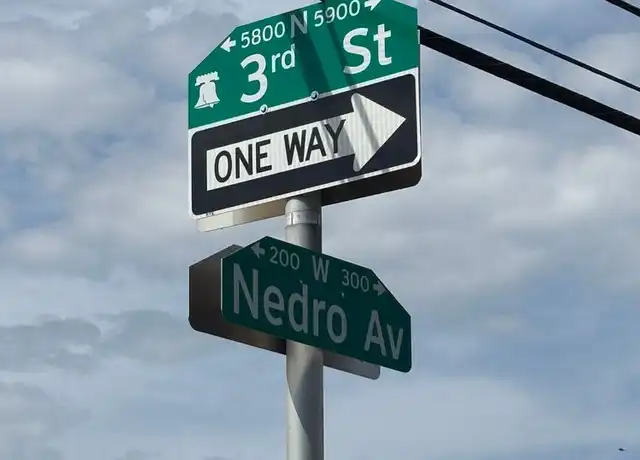 ← 5800 N 5900 →
3rd St
ONE WAY
← 200 W 300 →
Nedro Av